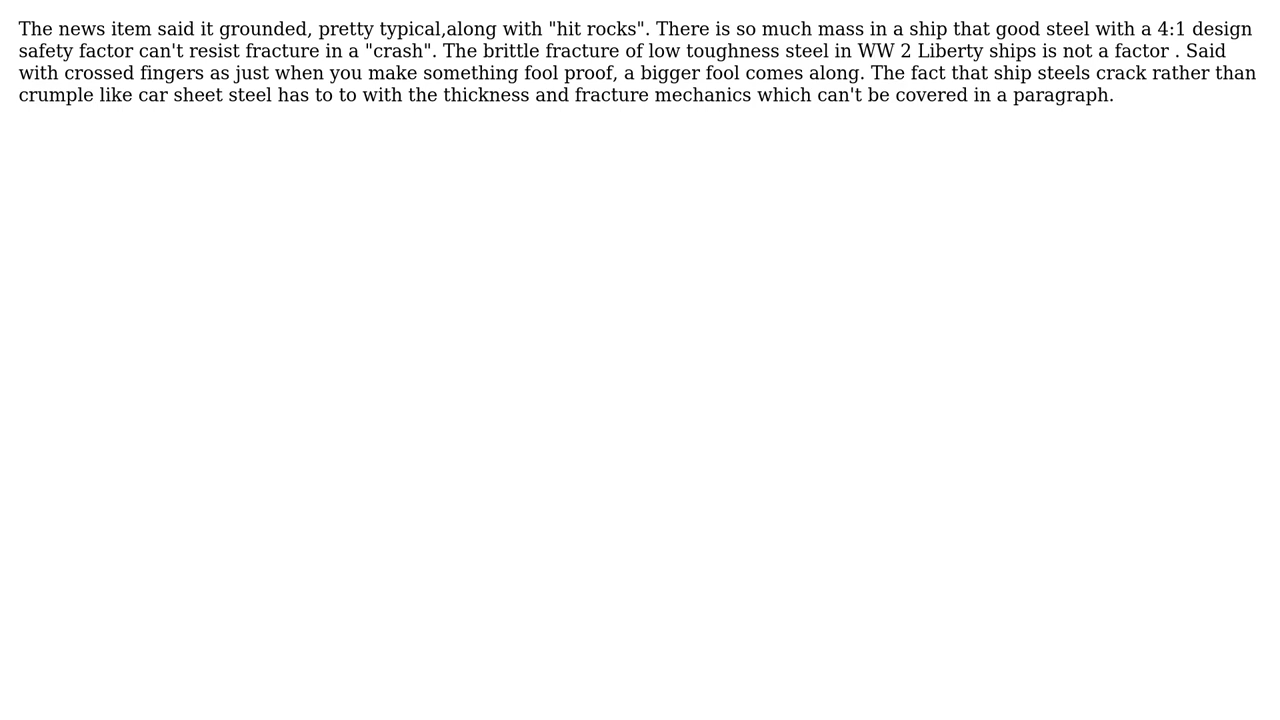 The news item said it grounded, pretty typical,along with "hit rocks". There is so much mass in a ship that good steel with a 4:1 design
safety factor can't resist fracture in a "crash". The brittle fracture of low toughness steel in WW 2 Liberty ships is not a factor . Said
with crossed fingers as just when you make something fool proof, a bigger fool comes along. The fact that ship steels crack rather than
crumple like car sheet steel has to to with the thickness and fracture mechanics which can't be covered in a paragraph.